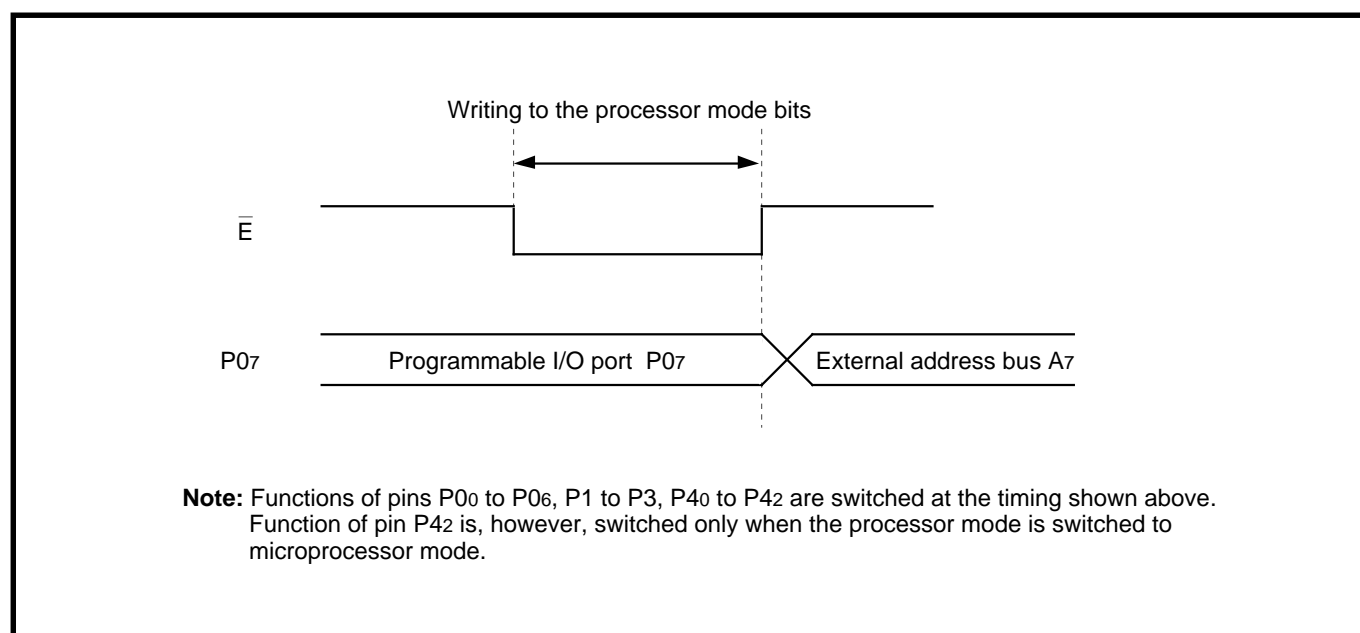 Writing to the processor mode bits
E̅
P07 Programmable I/O port P07 External address bus A7
Note: Functions of pins P00 to P06, P1 to P3, P40 to P42 are switched at the timing shown above.
Function of pin P42 is, however, switched only when the processor mode is switched to
microprocessor mode.